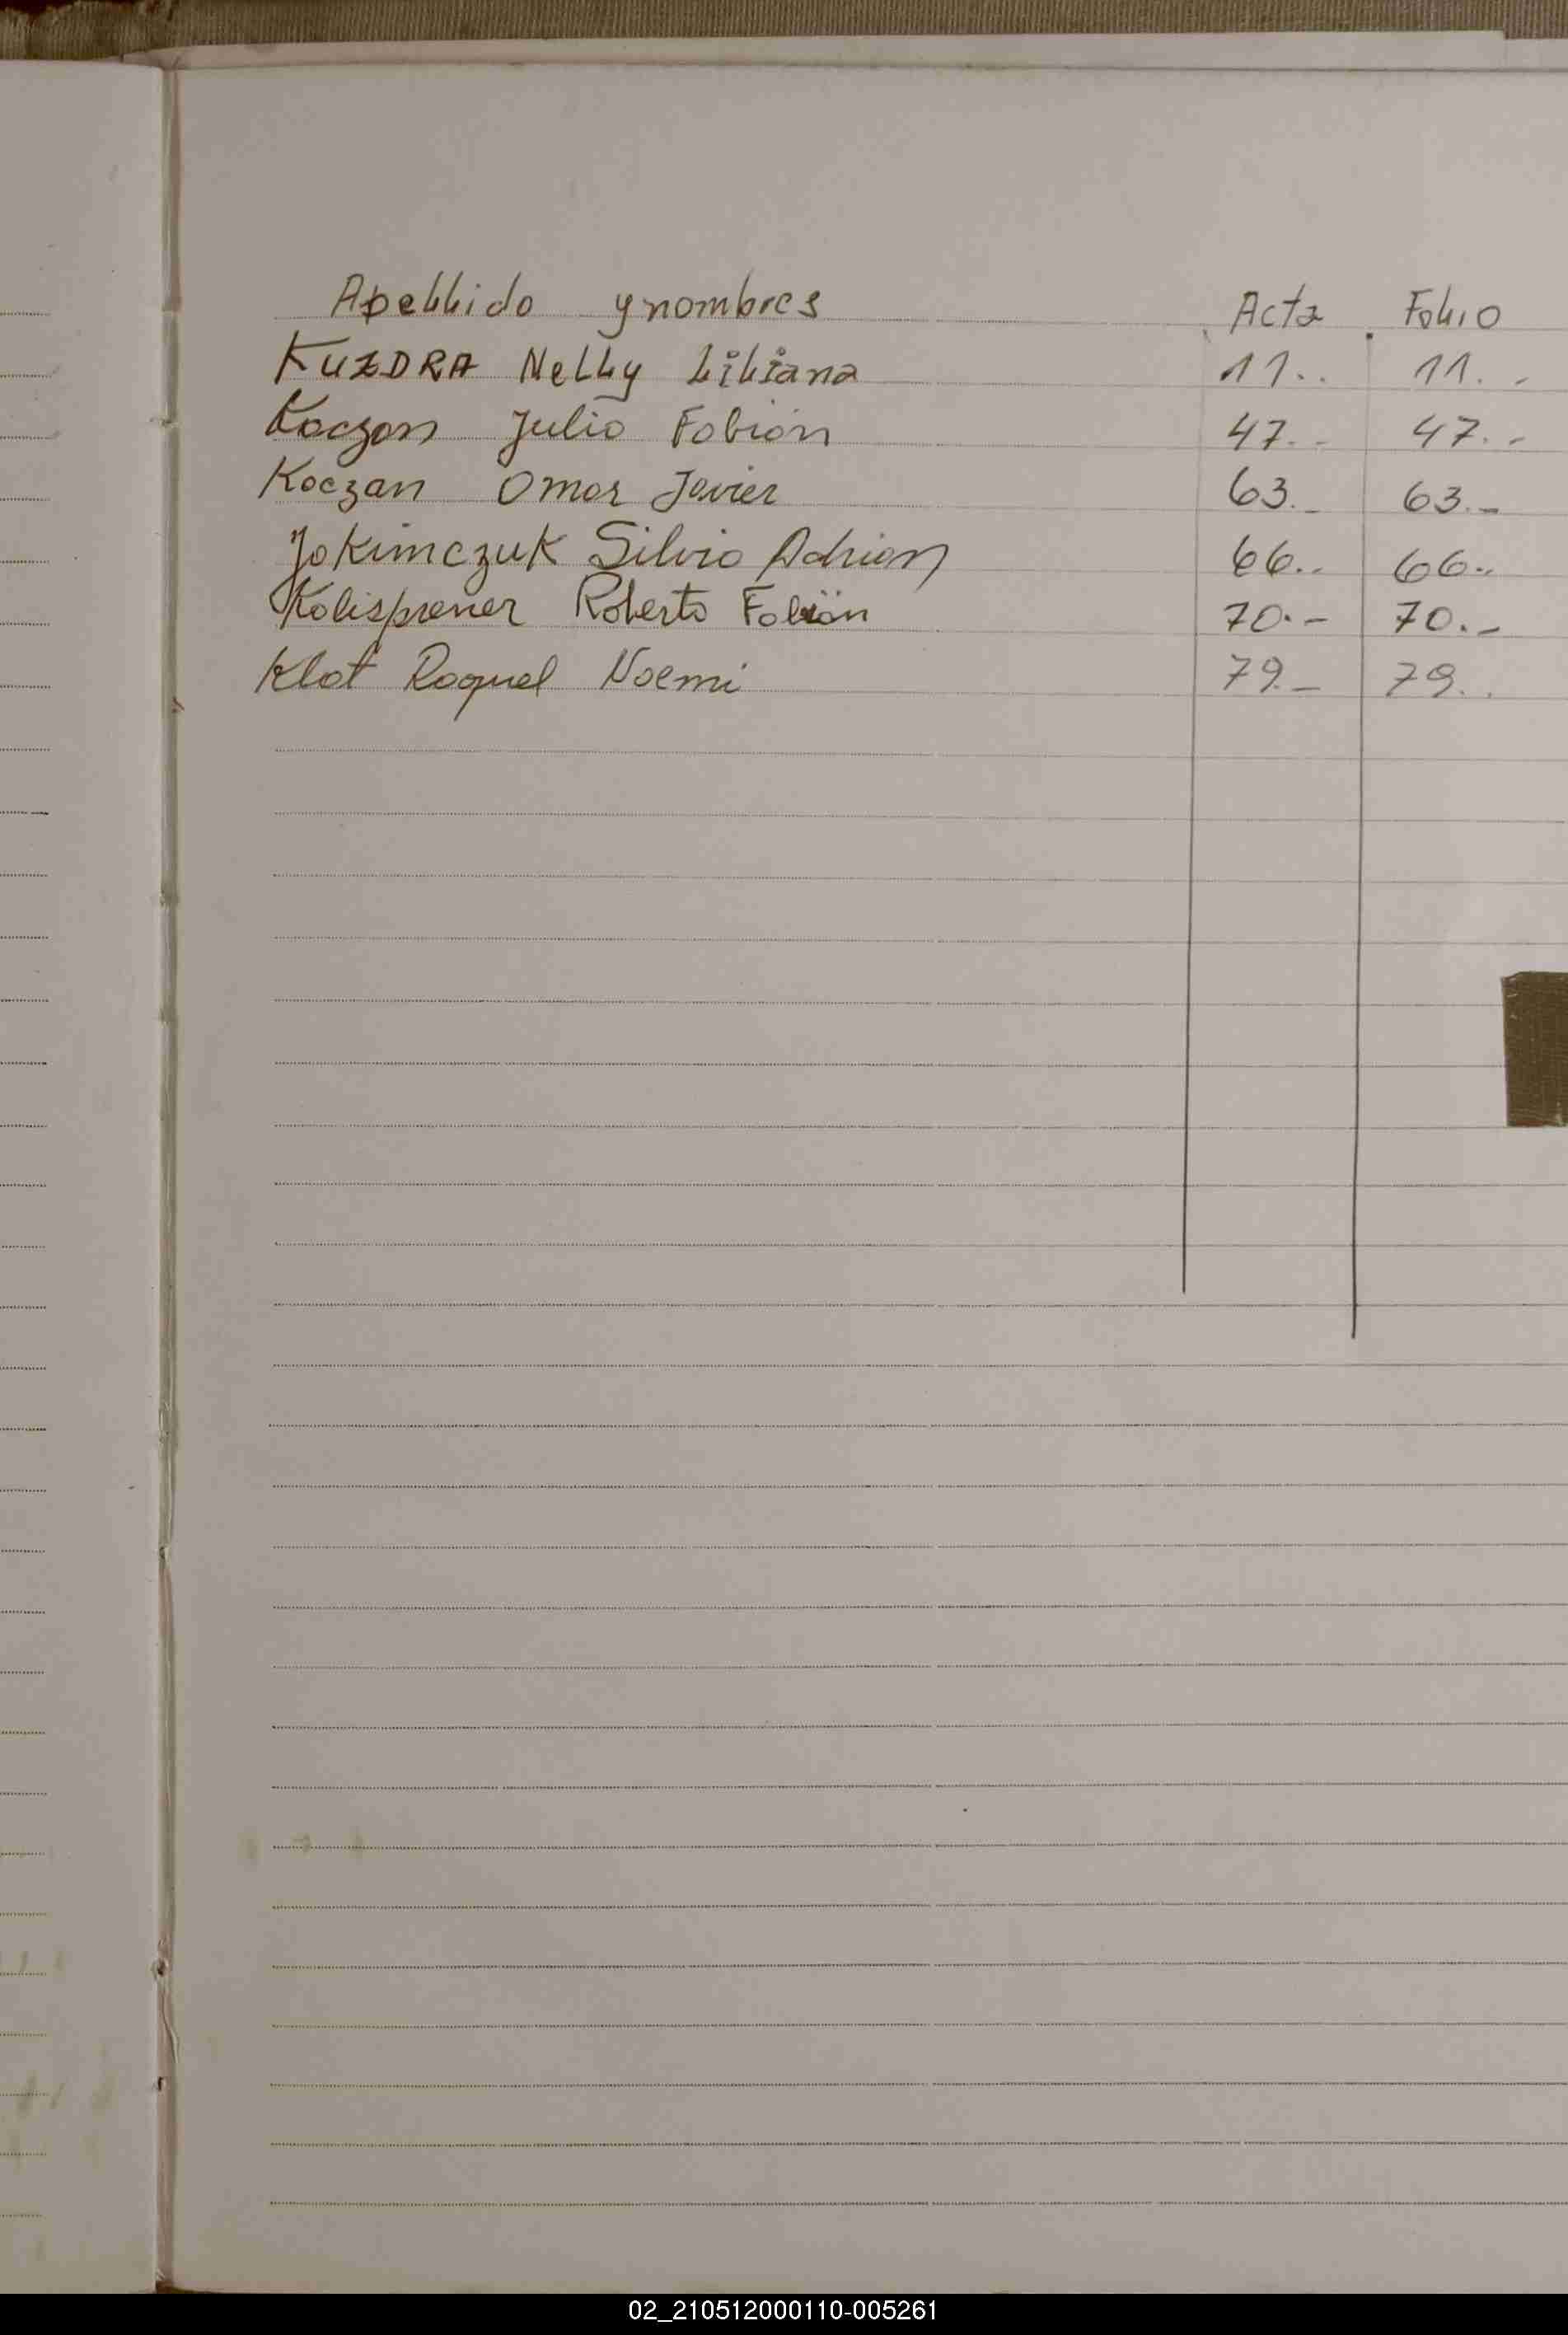 Apellido y nombres Acta Folio
KUZDRA Nelly Liliana 11.. 11.-
Koczan Julio Fabián 47.- 47.-
Koczan Omar Javier 63.- 63.-
Jokimczuk Silvio Adrian 66.. 66..
Kolisprener Roberto Fabián 70.- 70.-
Klat Raquel Noemi 79.- 79..
02_210512000110-005261